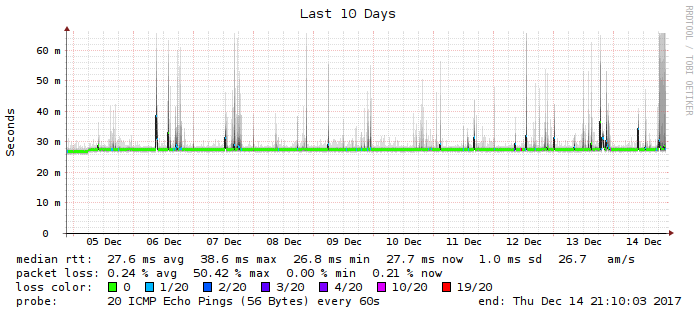 Last 10 Days
RRDTOOL / TOBI OETIKER
Seconds
60 m
50 m
40 m
30 m
20 m
10 m
0
05 Dec 06 Dec 07 Dec 08 Dec 09 Dec 10 Dec 11 Dec 12 Dec 13 Dec 14 Dec
median rtt: 27.6 ms avg 38.6 ms max 26.8 ms min 27.7 ms now 1.0 ms sd 26.7 am/s
packet loss: 0.24 % avg 50.42 % max 0.00 % min 0.21 % now
loss color: 0 1/20 2/20 3/20 4/20 10/20 19/20
probe: 20 ICMP Echo Pings (56 Bytes) every 60s end: Thu Dec 14 21:10:03 2017